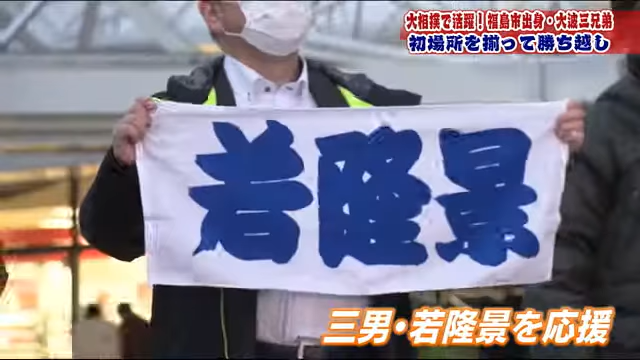 大相撲で活躍!福島市出身・大波三兄弟
初場所を揃って勝ち越し
若隆景
三男・若隆景を応援